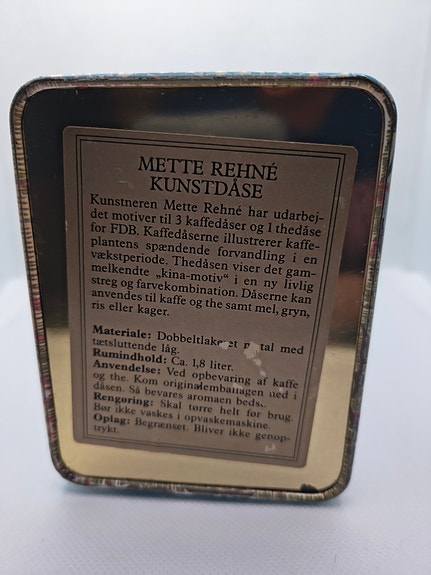 METTE REHNÉ
KUNSTDÅSE
Kunstneren Mette Rehné har udarbej-
det motiver til 3 kaffedåser og 1 thedåse
for FDB. Kaffedåserne illustrerer kaffe-
plantens spændende forvandling i en
vækstperiode. Thedåsen viser det gam-
melkendte „kina-motiv“ i en ny livlig
streg og farvekombination. Dåserne kan
anvendes til kaffe og the samt mel, gryn,
ris eller kager.
Materiale: Dobbeltlakeret metal med
tætsluttende låg.
Rumindhold: Ca. 1,8 liter.
Anvendelse: Ved opbevaring af kaffe
og the. Kom originalemballagen ned i
dåsen. Så bevares aromaen
Rengøring: Skal tørre helt før brug.
Bør ikke vaskes i opvaskemaskine.
Oplag: Begrænset. Bliver ikke genop-
trykt.